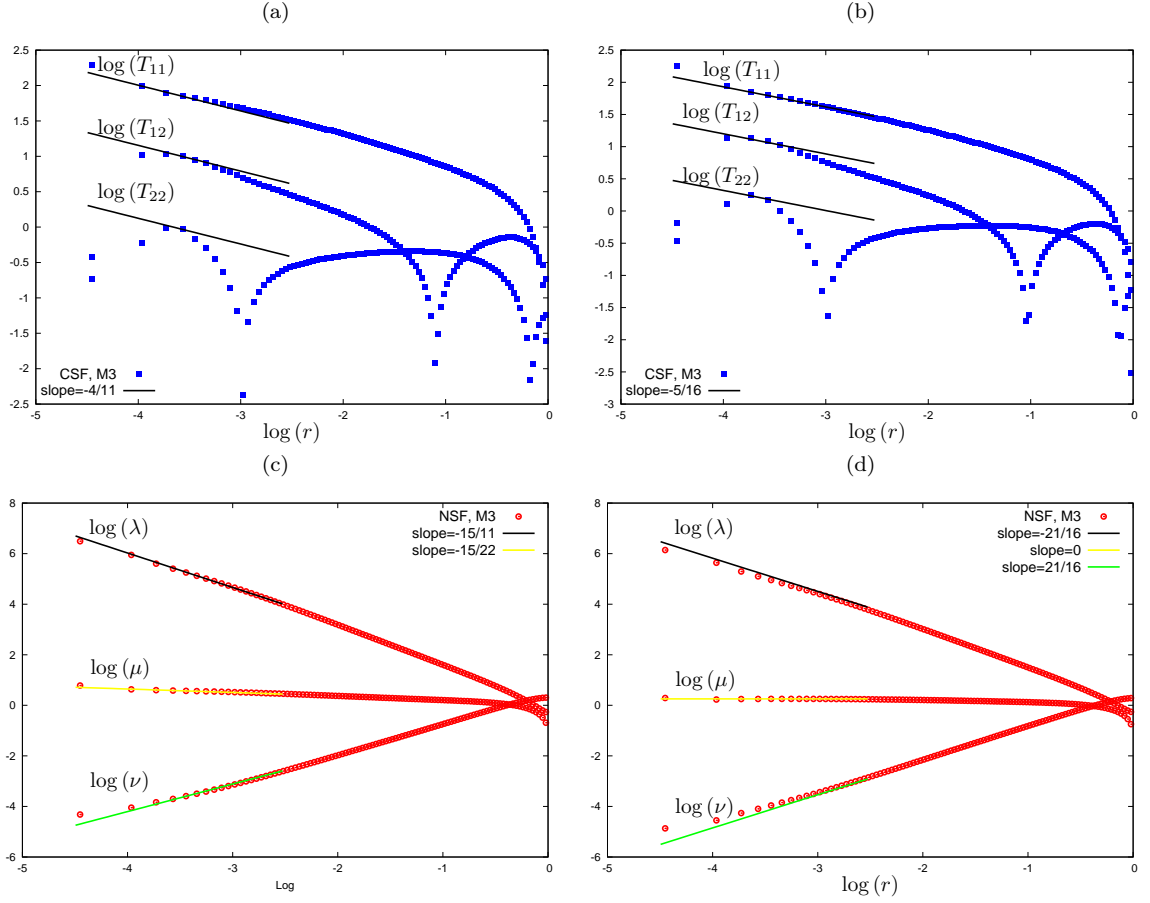 (a)
2.5
2
1.5
1
0.5
0
-0.5
-1
-1.5
-2
-2.5
log (T11)
log (T12)
log (T22)
CSF, M3
slope=-4/11
-5 -4 -3 -2 -1 0
log (r)
(b)
2.5
2
1.5
1
0.5
0
-0.5
-1
-1.5
-2
-2.5
-3
log (T11)
log (T12)
log (T22)
CSF, M3
slope=-5/16
-5 -4 -3 -2 -1 0
log (r)
(c)
8
6
4
2
0
-2
-4
-6
log (λ)
log (μ)
log (ν)
NSF, M3
slope=-15/11
slope=-15/22
-5 -4 -3 -2 -1 0
Log
(d)
8
6
4
2
0
-2
-4
-6
log (λ)
log (μ)
log (ν)
NSF, M3
slope=-21/16
slope=0
slope=21/16
-5 -4 -3 -2 -1 0
log (r)